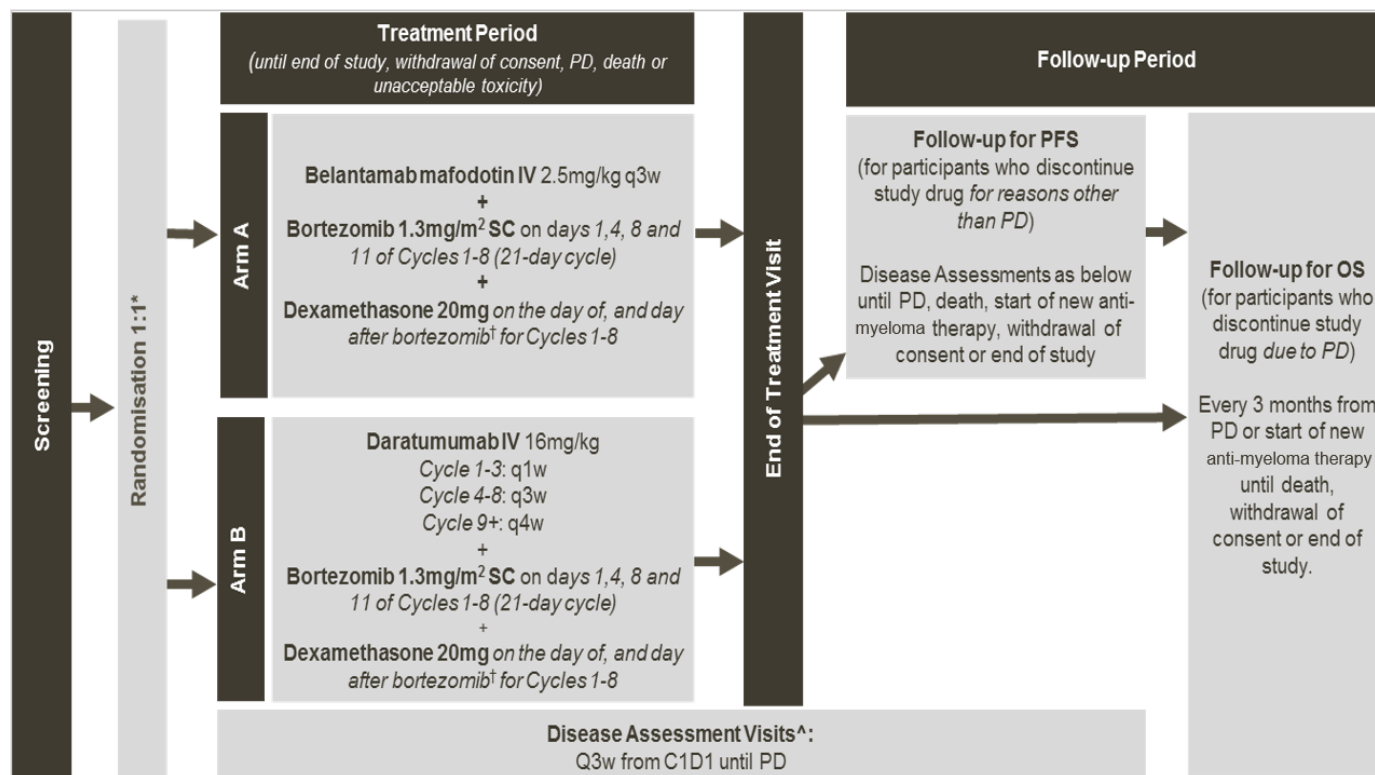 Screening
Randomisation 1:1*
Treatment Period
(until end of study, withdrawal of consent, PD, death or
unacceptable toxicity)
Arm A
Belantamab mafodotin IV 2.5mg/kg q3w
+
Bortezomib 1.3mg/m² SC on days 1,4, 8 and
11 of Cycles 1-8 (21-day cycle)
+
Dexamethasone 20mg on the day of, and day
after bortezomib† for Cycles 1-8
Arm B
Daratumumab IV 16mg/kg
Cycle 1-3: q1w
Cycle 4-8: q3w
Cycle 9+: q4w
+
Bortezomib 1.3mg/m² SC on days 1,4, 8 and
11 of Cycles 1-8 (21-day cycle)
+
Dexamethasone 20mg on the day of, and day
after bortezomib† for Cycles 1-8
End of Treatment Visit
Follow-up Period
Follow-up for PFS
(for participants who discontinue
study drug for reasons other
than PD)
Disease Assessments as below
until PD, death, start of new anti-
myeloma therapy, withdrawal of
consent or end of study
Follow-up for OS
(for participants who
discontinue study
drug due to PD)
Every 3 months from
PD or start of new
anti-myeloma therapy
until death,
withdrawal of
consent or end of
study.
Disease Assessment Visits^:
Q3w from C1D1 until PD